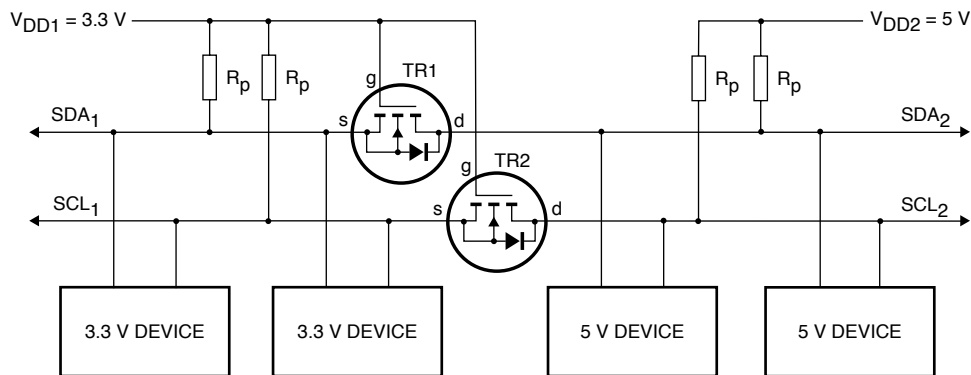 VDD1 = 3.3 V
VDD2 = 5 V
Rp
Rp
TR1
Rp
Rp
g
SDA1
s
d
SDA2
TR2
g
SCL1
s
d
SCL2
3.3 V DEVICE
3.3 V DEVICE
5 V DEVICE
5 V DEVICE